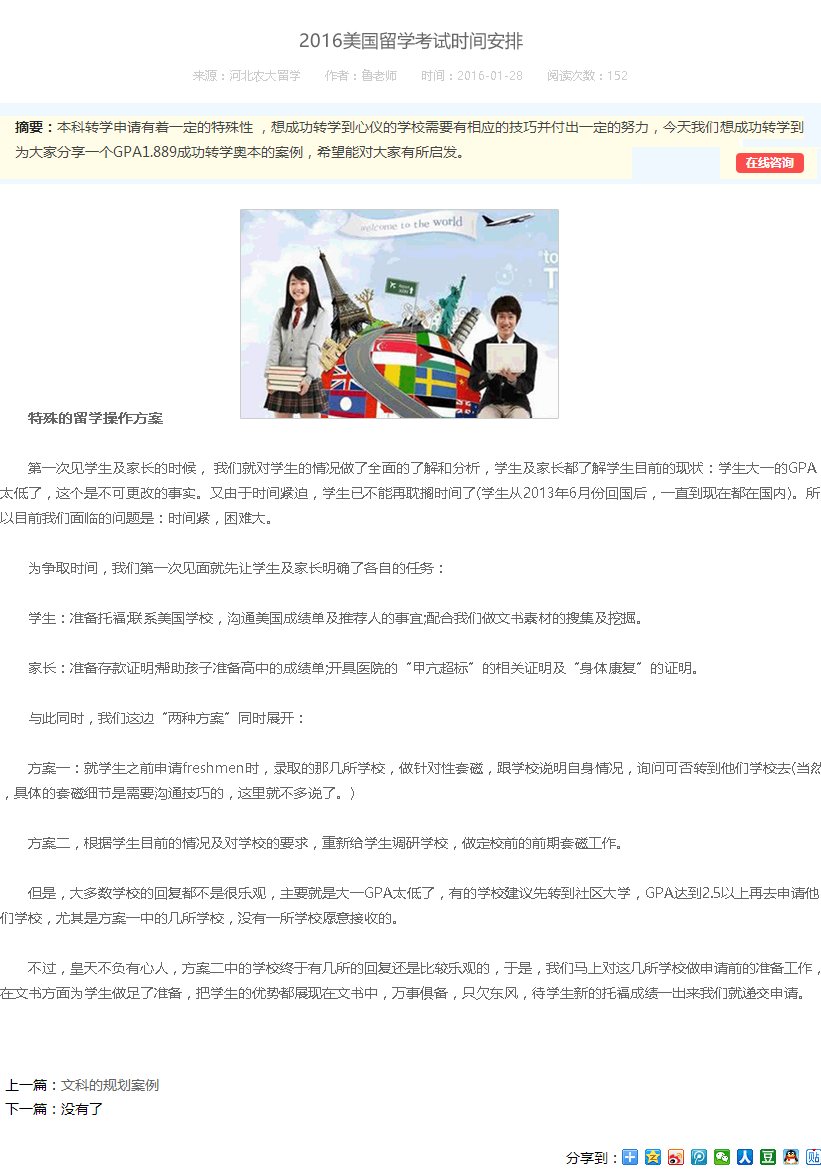 2016美国留学考试时间安排
来源：河北农大留学 作者：鲁老师 时间：2016-01-28 阅读次数：152
摘要：本科转学申请有着一定的特殊性 ，想成功转学到心仪的学校需要有相应的技巧并付出一定的努力，今天我们想成功转学到
为大家分享一个GPA1.889成功转学奥本的案例，希望能对大家有所启发。
在线咨询
welcome to the world
特殊的留学操作方案
第一次见学生及家长的时候， 我们就对学生的情况做了全面的了解和分析，学生及家长都了解学生目前的现状：学生大一的GPA
太低了，这个是不可更改的事实。又由于时间紧迫，学生已不能再耽搁时间了(学生从2013年6月份回国后，一直到现在都在国内)。所
以目前我们面临的问题是：时间紧，困难大。
为争取时间，我们第一次见面就先让学生及家长明确了各自的任务：
学生：准备托福;联系美国学校，沟通美国成绩单及推荐人的事宜;配合我们做文书素材的搜集及挖掘。
家长：准备存款证明;帮助孩子准备高中的成绩单;开具医院的“甲亢超标”的相关证明及“身体康复”的证明。
与此同时，我们这边“两种方案”同时展开：
方案一：就学生之前申请freshmen时，录取的那几所学校，做针对性套磁，跟学校说明自身情况，询问可否转到他们学校去(当然
，具体的套磁细节是需要沟通技巧的，这里就不多说了。)
方案二，根据学生目前的情况及对学校的要求，重新给学生调研学校，做定校前的前期套磁工作。
但是，大多数学校的回复都不是很乐观，主要就是大一GPA太低了，有的学校建议先转到社区大学，GPA达到2.5以上再去申请他
们学校，尤其是方案一中的几所学校，没有一所学校愿意接收的。
不过，皇天不负有心人，方案二中的学校终于有几所的回复还是比较乐观的，于是，我们马上对这几所学校做申请前的准备工作，
在文书方面为学生做足了准备，把学生的优势都展现在文书中，万事俱备，只欠东风，待学生新的托福成绩一出来我们就递交申请。
上一篇：文科的规划案例
下一篇：没有了
分享到：